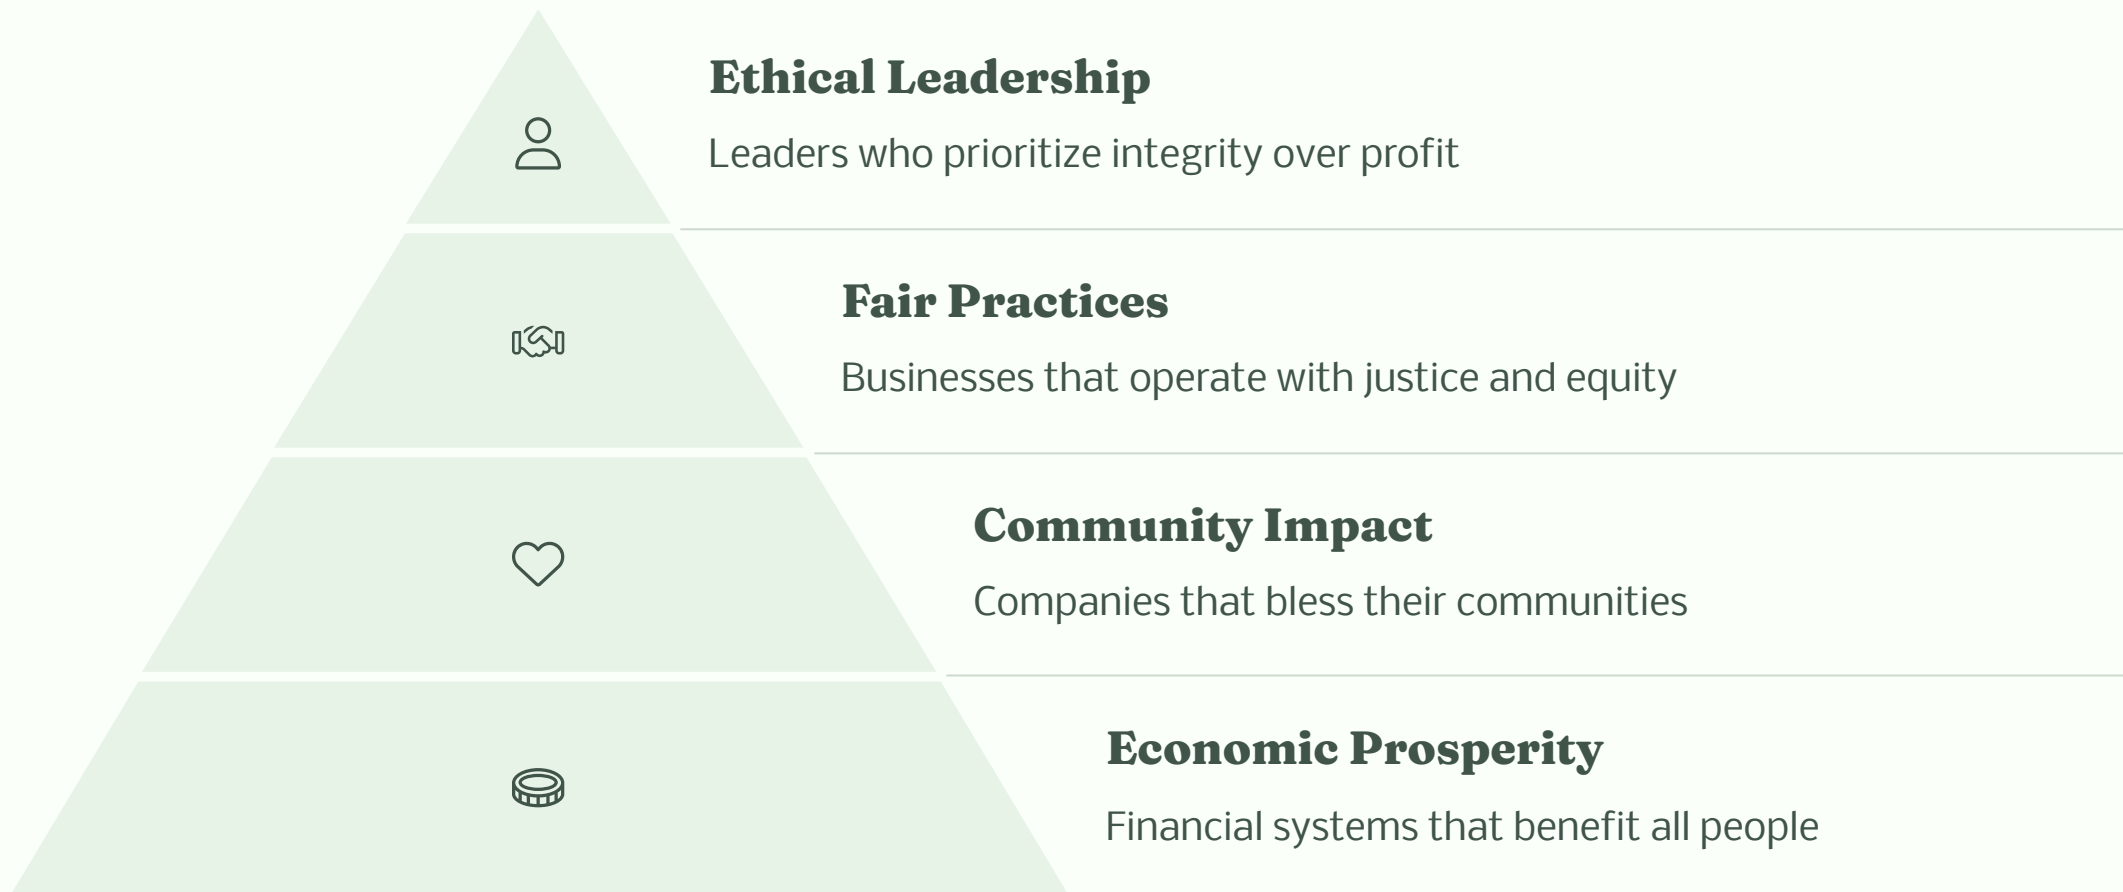 Ethical Leadership
Leaders who prioritize integrity over profit
Fair Practices
Businesses that operate with justice and equity
Community Impact
Companies that bless their communities
Economic Prosperity
Financial systems that benefit all people